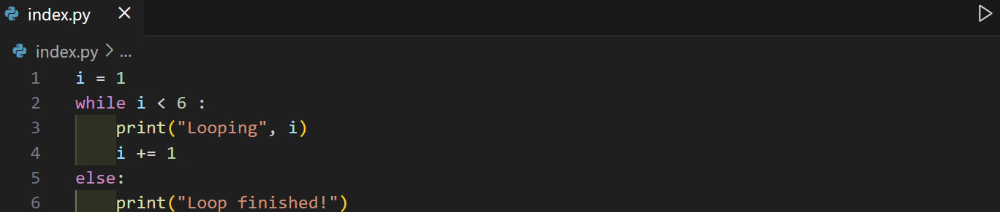 index.py
index.py > ...
1 i = 1
2 while i < 6 :
3     print("Looping", i)
4     i += 1
5 else:
6     print("Loop finished!")